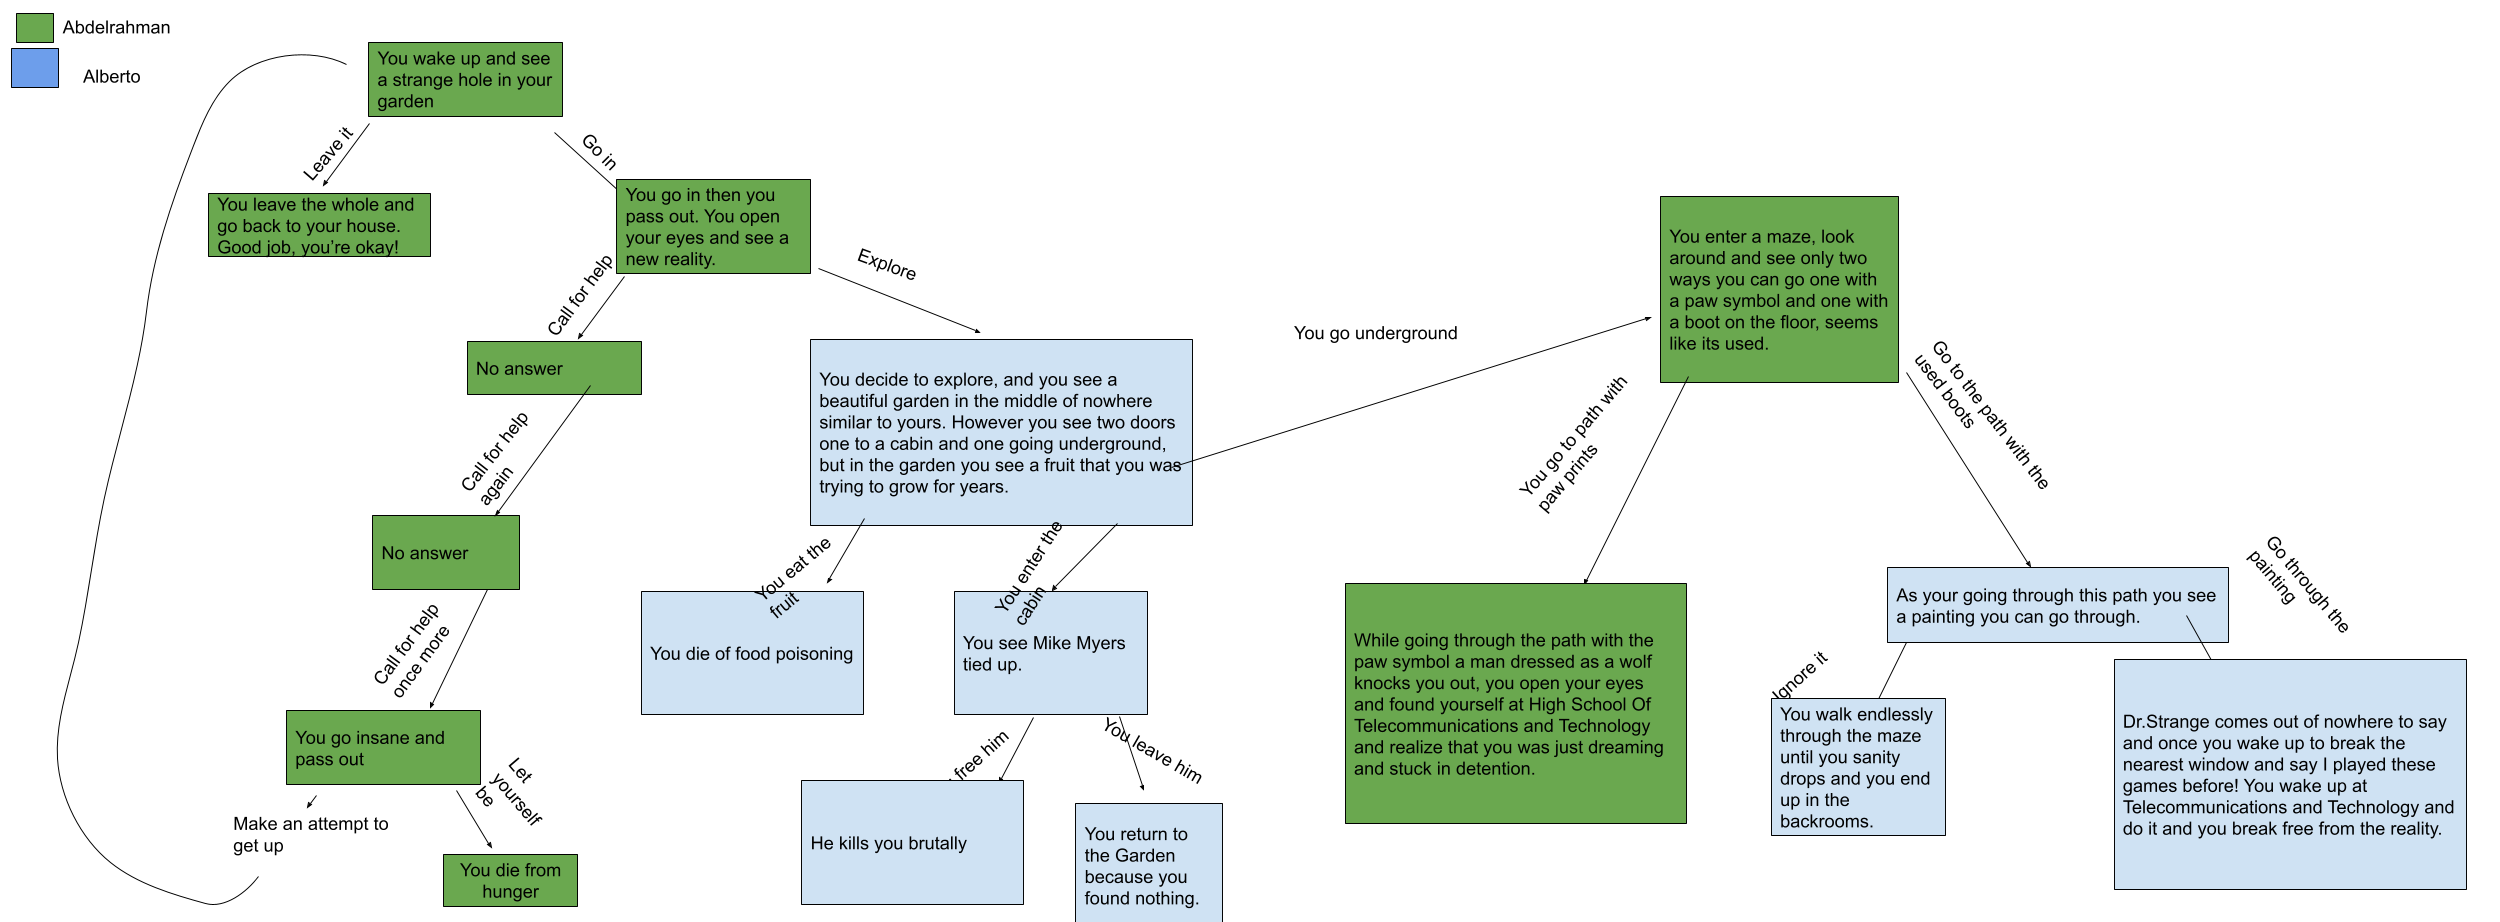 Abdelrahman
Alberto
You wake up and see
a strange hole in your
garden
Leave it
Go in
You leave the whole and
go back to your house.
Good job, you're okay!
You go in then you
pass out. You open
your eyes and see a
new reality.
Call for help
Explore
No answer
Call for help
again
No answer
Call for help
once more
You go insane and
pass out
Make an attempt to
get up
Let
yourself
be
You die from
hunger
You decide to explore, and you see a
beautiful garden in the middle of nowhere
similar to yours. However you see two doors
one to a cabin and one going underground,
but in the garden you see a fruit that you was
trying to grow for years.
You eat the
fruit
You die of food poisoning
You enter the
cabin
You see Mike Myers
tied up.
free him
He kills you brutally
You leave him
You return to
the Garden
because you
found nothing.
You go underground
You enter a maze, look
around and see only two
ways you can go one with
a paw symbol and one with
a boot on the floor, seems
like its used.
You go to path with
paw prints
While going through the path with the
paw symbol a man dressed as a wolf
knocks you out, you open your eyes
and found yourself at High School Of
Telecommunications and Technology
and realize that you was just dreaming
and stuck in detention.
Go to the path with the
used boots
As your going through this path you see
a painting you can go through.
Ignore it
You walk endlessly
through the maze
until you sanity
drops and you end
up in the
backrooms.
Go through the
painting
Dr.Strange comes out of nowhere to say
and once you wake up to break the
nearest window and say I played these
games before! You wake up at
Telecommunications and Technology and
do it and you break free from the reality.